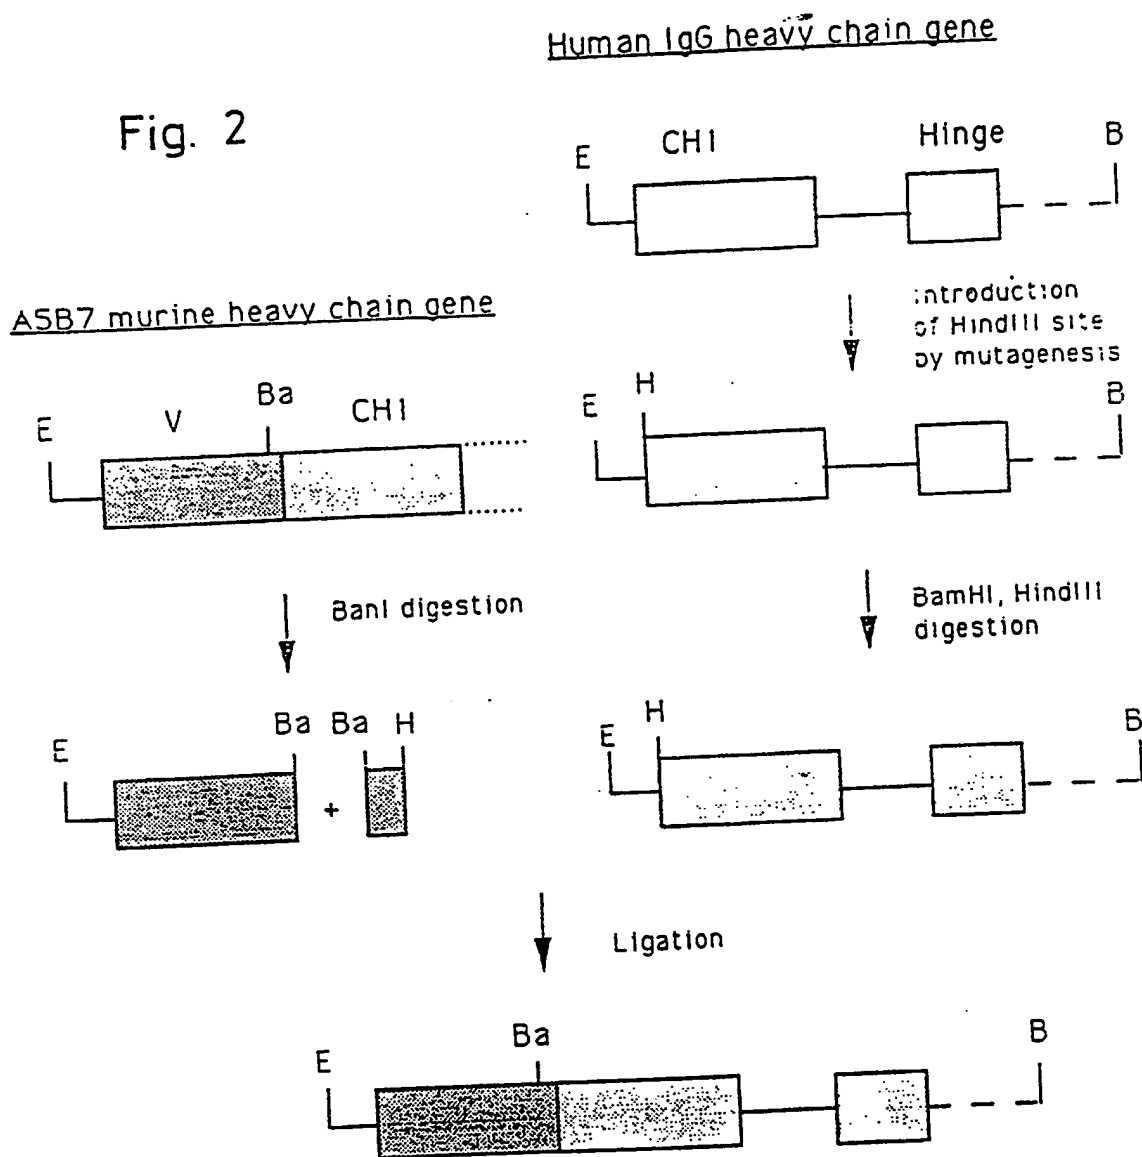 Human IgG heavy chain gene
Fig. 2
E CH1 Hinge B
A5B7 murine heavy chain gene
introduction
of HindIII site
by mutagenesis
E V Ba CH1
E H B
BanI digestion
BamHI, HindIII
digestion
E Ba Ba H
+
E H B
Ligation
E Ba B